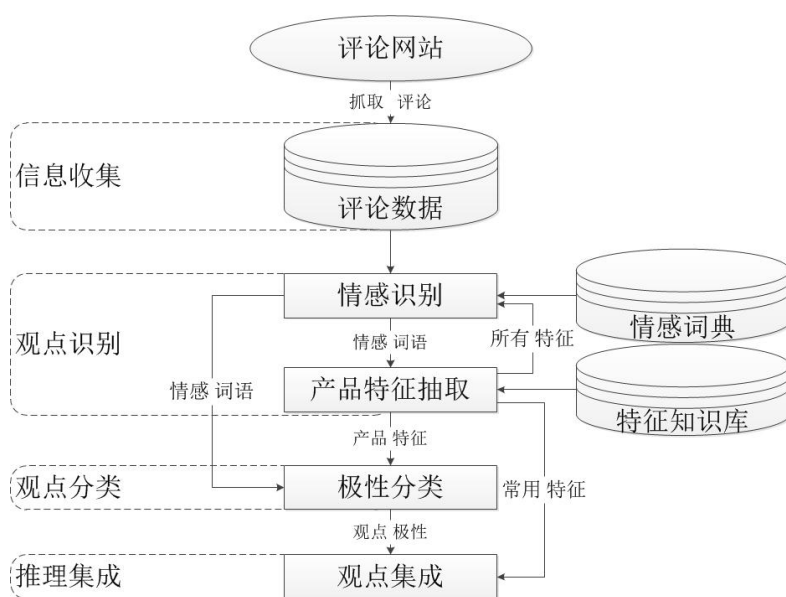 评论网站
抓取 评论
信息收集
评论数据
情感识别
情感词典
观点识别
情感 词语
所有 特征
情感 词语
产品特征抽取
特征知识库
产品 特征
观点分类
极性分类
常用 特征
观点 极性
推理集成
观点集成